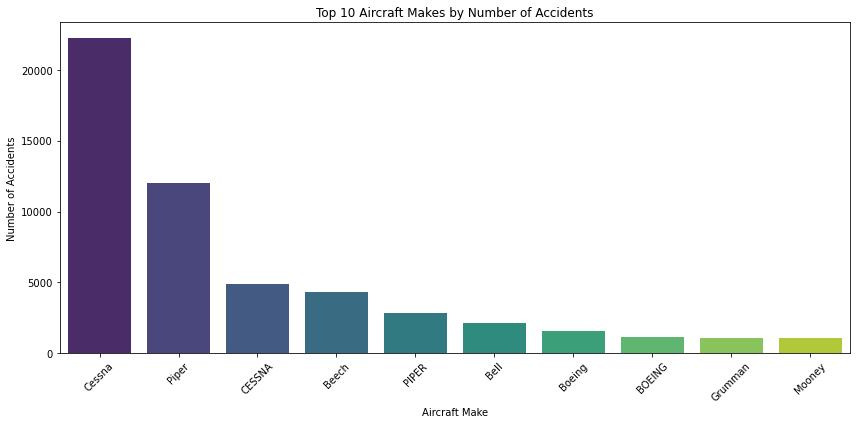 Top 10 Aircraft Makes by Number of Accidents
Number of Accidents
20000
15000
10000
5000
0
Cessna
Piper
CESSNA
Beech
PIPER
Bell
Boeing
BOEING
Grumman
Mooney
Aircraft Make